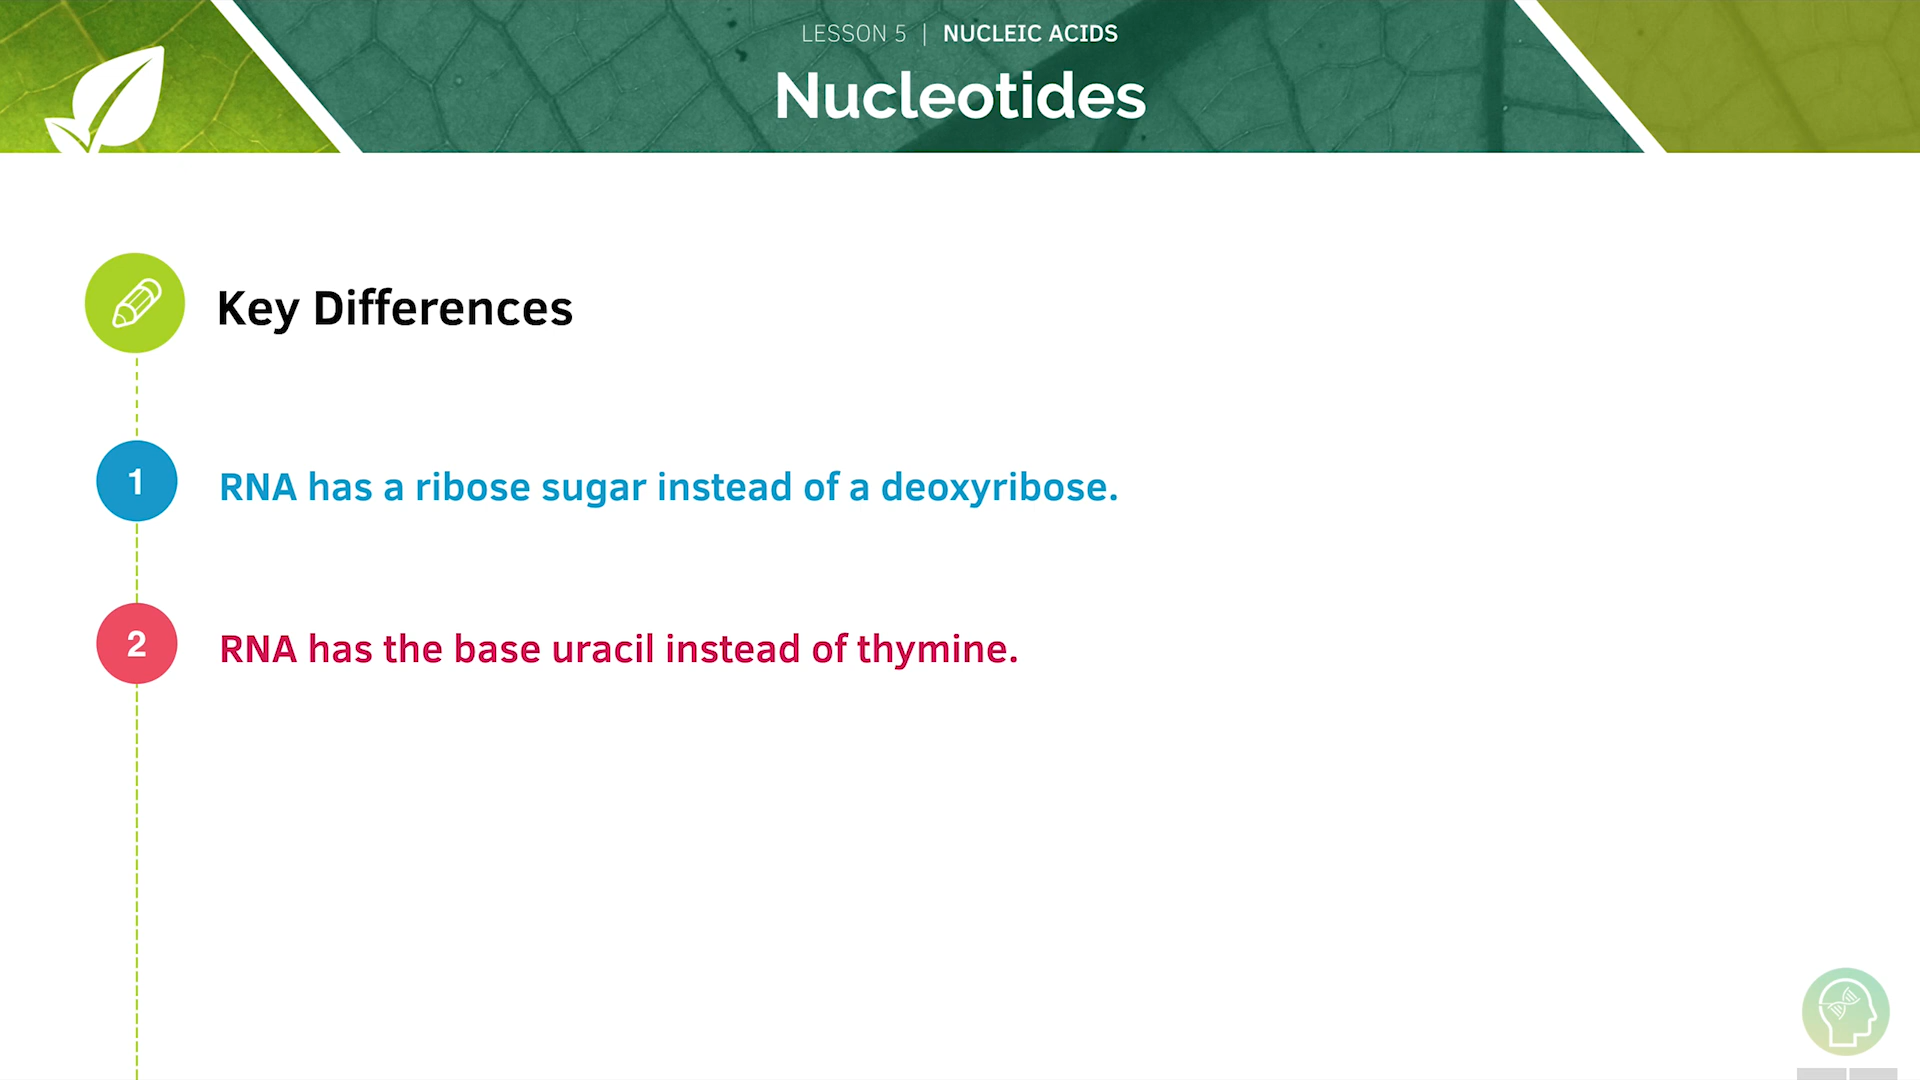 LESSON 5 | NUCLEIC ACIDS
Nucleotides
Key Differences
1 RNA has a ribose sugar instead of a deoxyribose.
2 RNA has the base uracil instead of thymine.